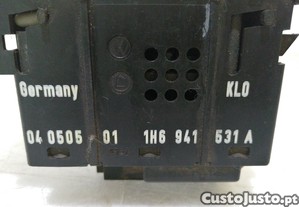 Germany KLO
04 0505 01 1H6 941 531 A
CustoJusto.pt